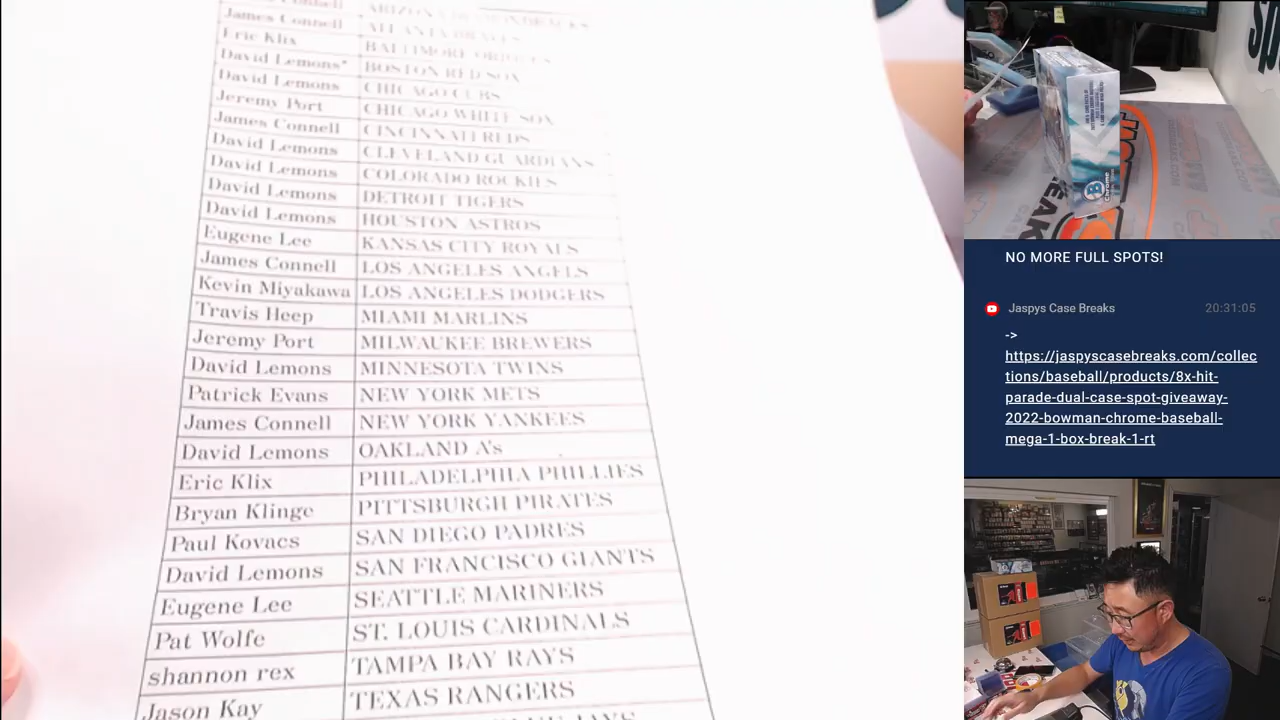 James Connell ATLANTA BRAVES
Eric Klix BALTIMORE ORIOLES
David Lemons* BOSTON RED SOX
David Lemons CHICAGO CUBS
Jeremy Port CHICAGO WHITE SOX
James Connell CINCINNATI REDS
David Lemons CLEVELAND GUARDIANS
David Lemons COLORADO ROCKIES
David Lemons DETROIT TIGERS
David Lemons HOUSTON ASTROS
Eugene Lee KANSAS CITY ROYALS
James Connell LOS ANGELES ANGELS
Kevin Miyakawa LOS ANGELES DODGERS
Travis Heep MIAMI MARLINS
Jeremy Port MILWAUKEE BREWERS
David Lemons MINNESOTA TWINS
Patrick Evans NEW YORK METS
James Connell NEW YORK YANKEES
David Lemons OAKLAND A's
Eric Klix PHILADELPHIA PHILLIES
Bryan Klinge PITTSBURGH PIRATES
Paul Kovacs SAN DIEGO PADRES
David Lemons SAN FRANCISCO GIANTS
Eugene Lee SEATTLE MARINERS
Pat Wolfe ST. LOUIS CARDINALS
shannon rex TAMPA BAY RAYS
Jason Kay TEXAS RANGERS
Chrome
NO MORE FULL SPOTS!
Jaspys Case Breaks 20:31:05
->
https://jaspyscasebreaks.com/collec
tions/baseball/products/8x-hit-
parade-dual-case-spot-giveaway-
2022-bowman-chrome-baseball-
mega-1-box-break-1-rt